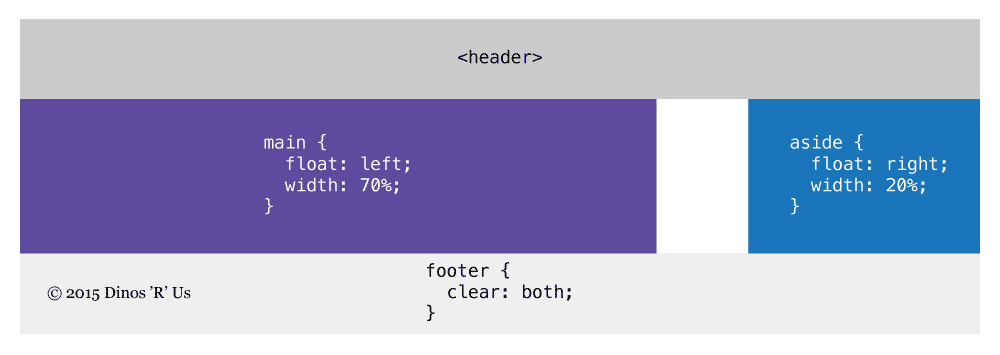 <header>
main {
  float: left;
  width: 70%;
}
aside {
  float: right;
  width: 20%;
}
© 2015 Dinos ’R’ Us
footer {
  clear: both;
}